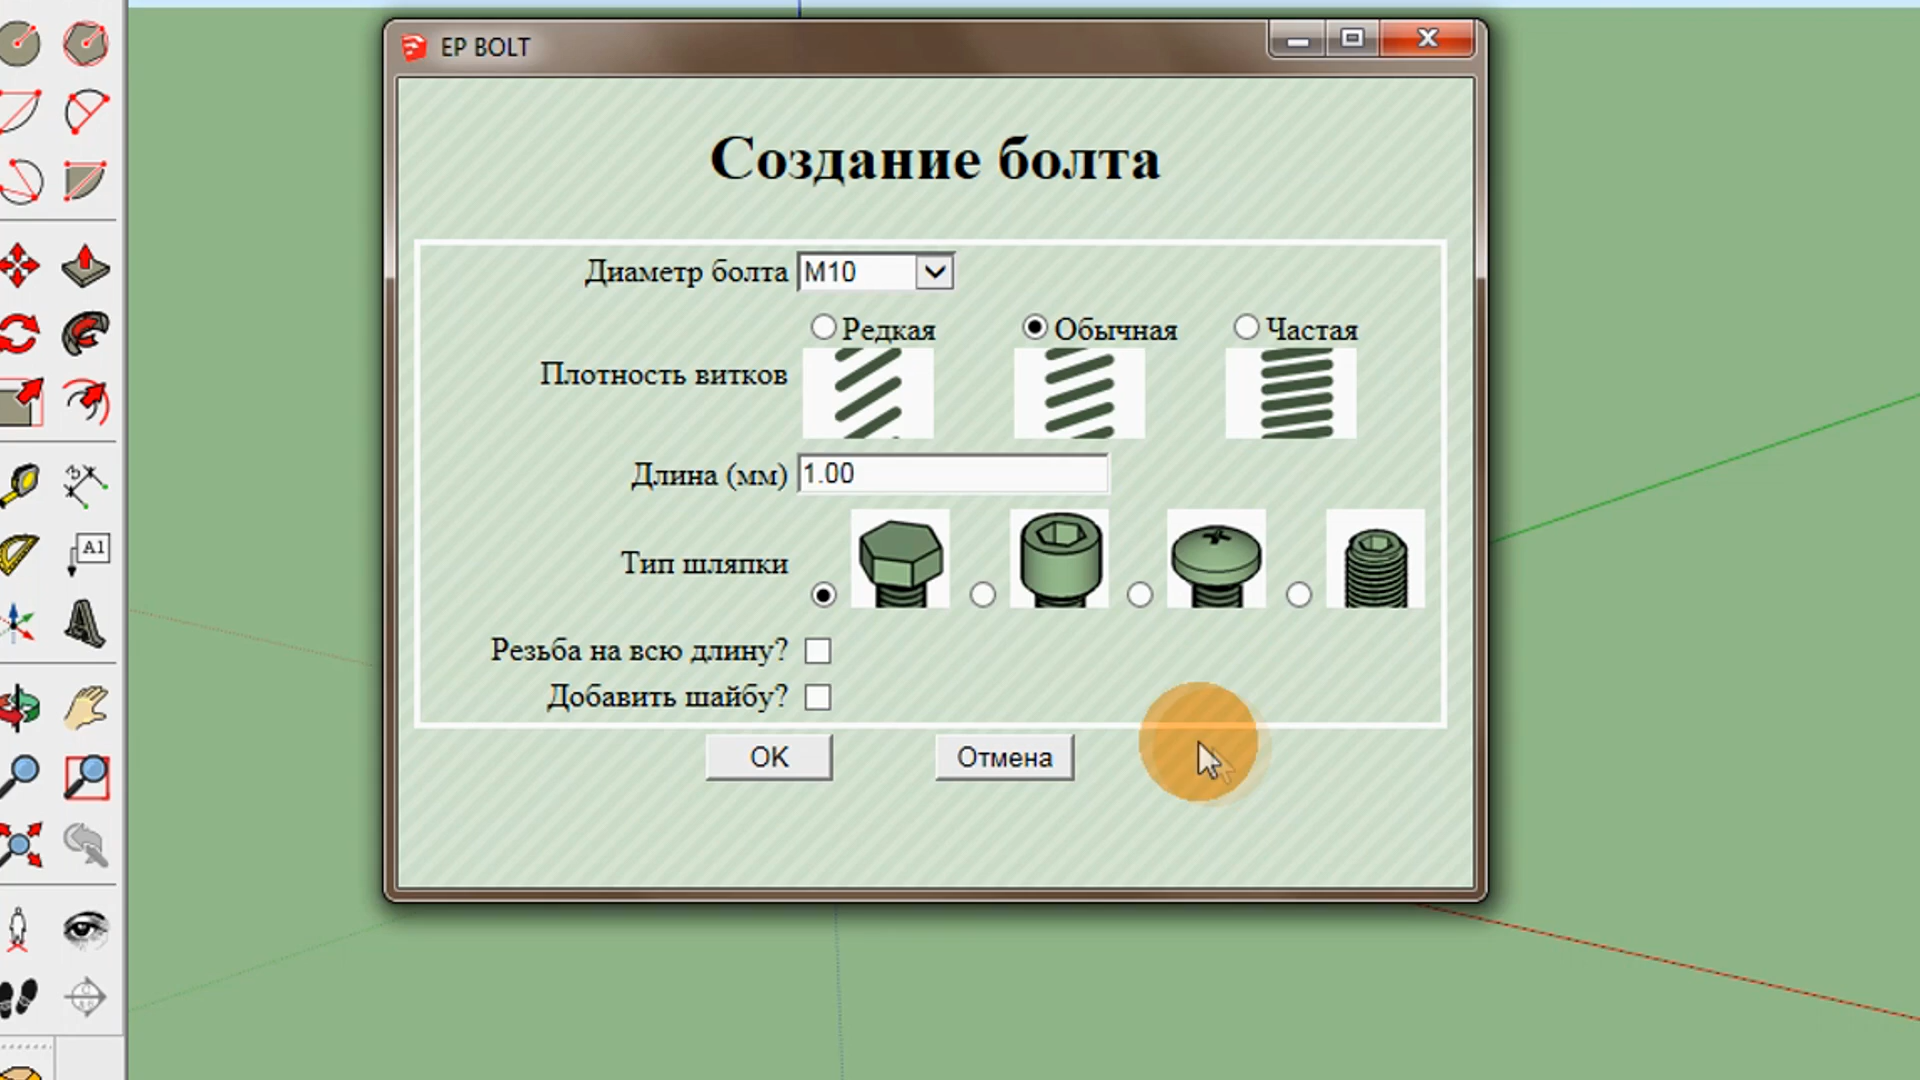 EP BOLT
Создание болта
Диаметр болта M10
Редкая Обычная Частая
Плотность витков
Длина (мм) 1.00
Тип шляпки
Резьба на всю длину?
Добавить шайбу?
OK Отмена
A1